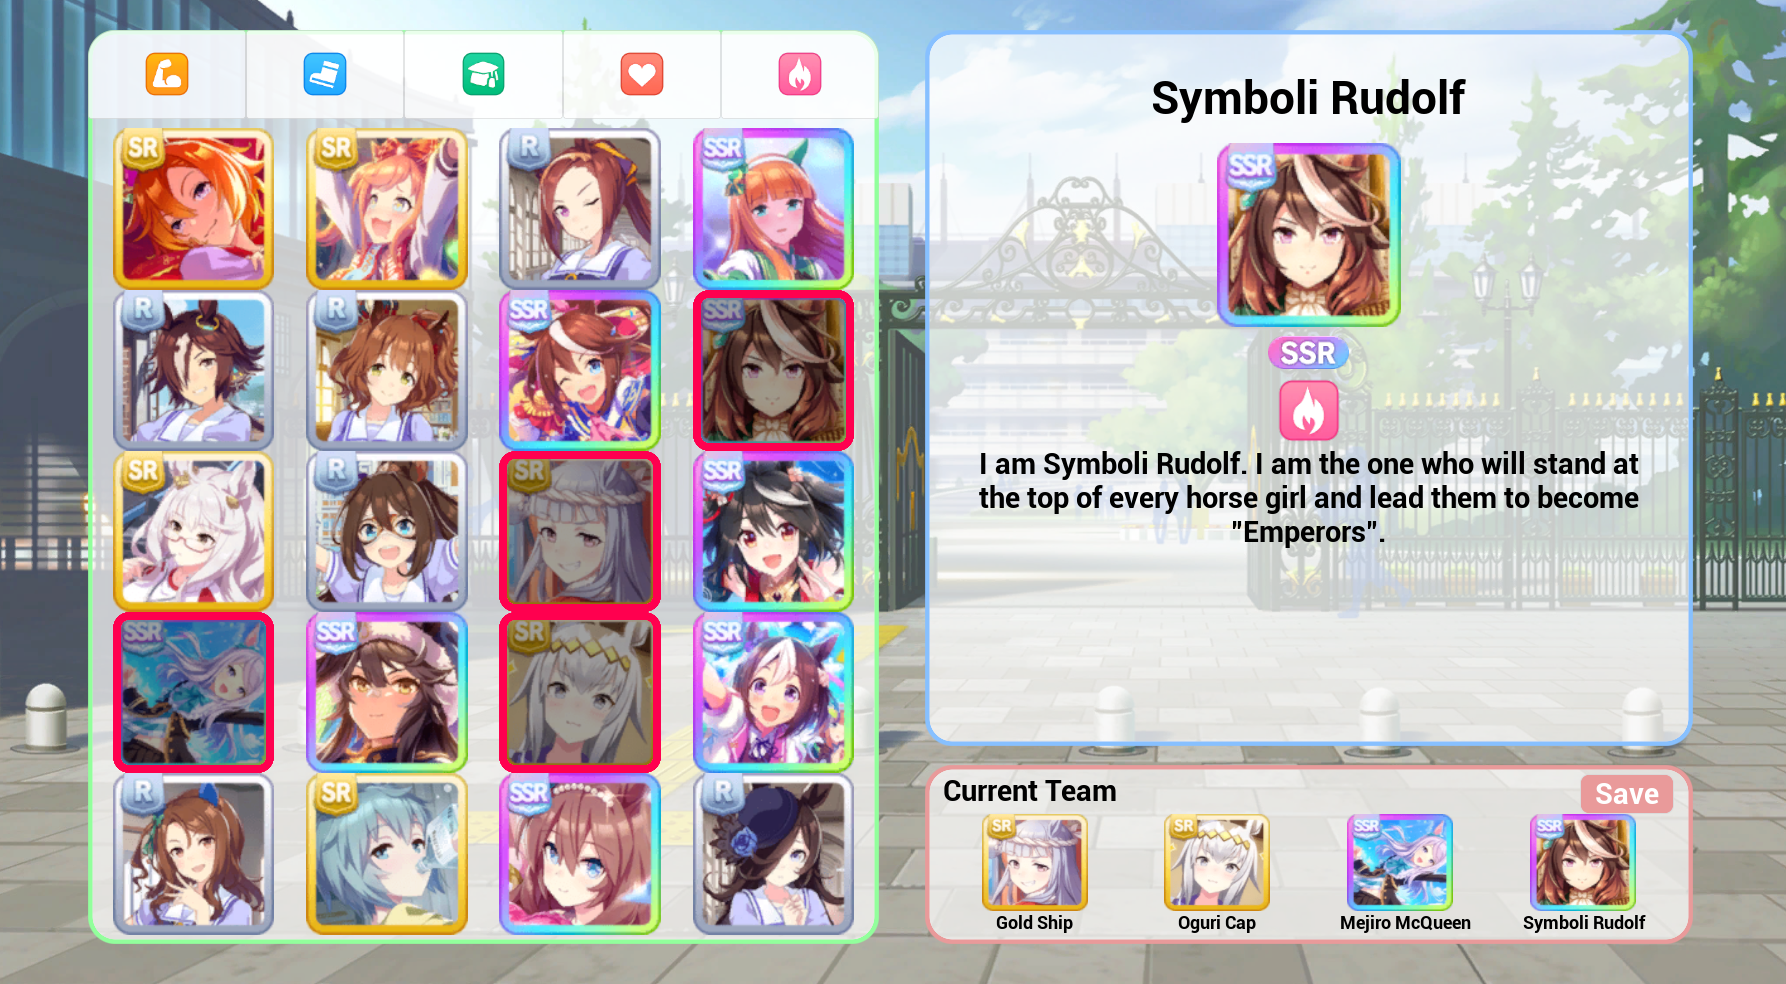 SR
SR
R
SSR
R
R
SSR
SSR
SR
R
SR
SSR
SSR
SSR
SR
SSR
R
SR
SSR
R
Symboli Rudolf
SSR
SSR
I am Symboli Rudolf. I am the one who will stand at
the top of every horse girl and lead them to become
"Emperors".
Current Team
Save
SR
SR
SSR
SSR
Gold Ship
Oguri Cap
Mejiro McQueen
Symboli Rudolf